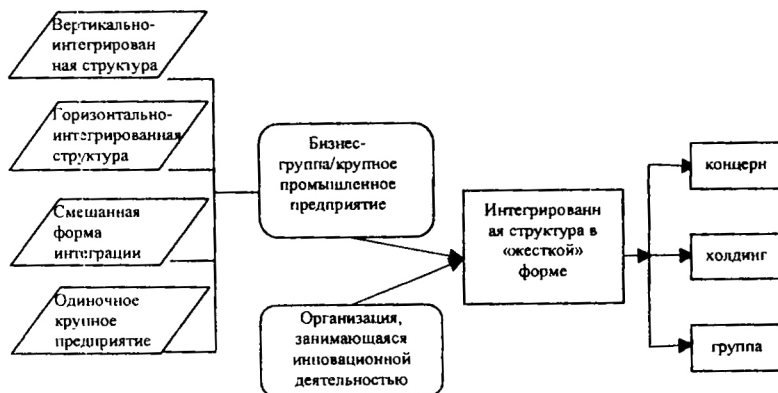 Вертикально-
интегрирован
ная структура
Горизонтально-
интегрированная
структура
Смешанная
форма
интеграции
Одиночное
крупное
предприятие
Бизнес-
группа/крупное
промышленное
предприятие
Организация,
занимающаяся
инновационной
деятельностью
Интегрированн
ая структура в
«жесткой»
форме
концерн
холдинг
группа